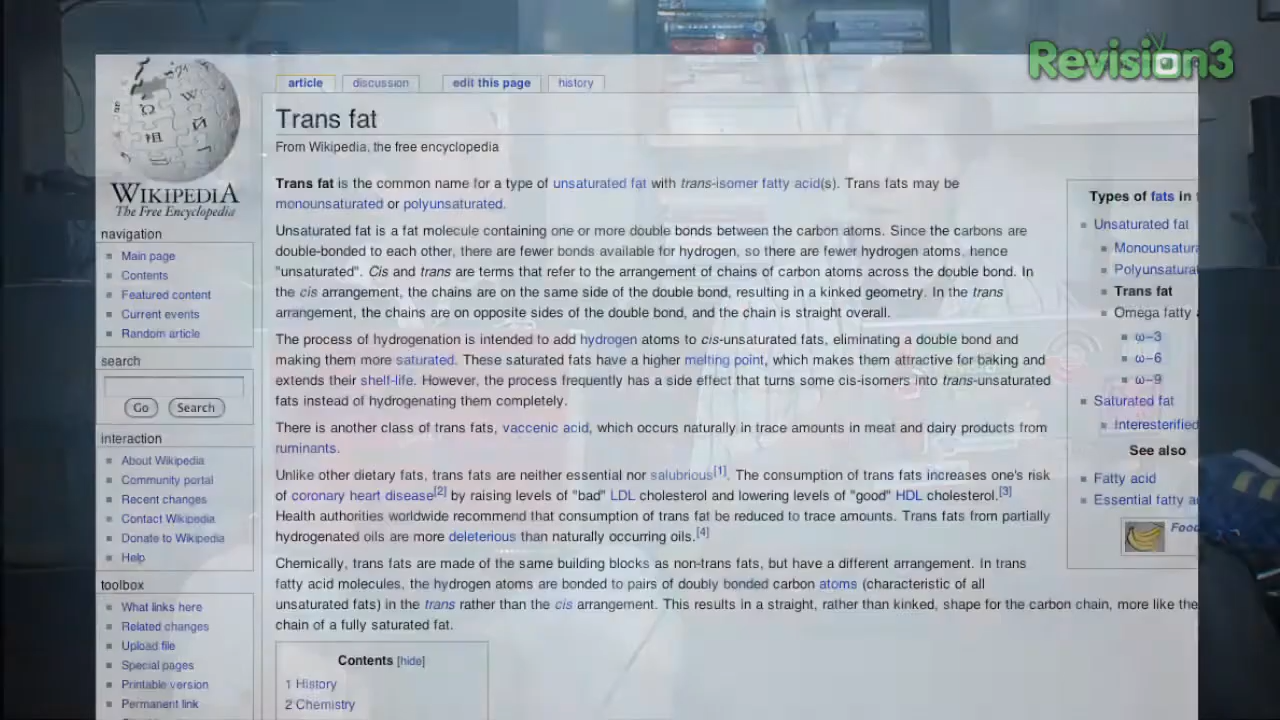 Revision3
article
discussion
edit this page
history
Trans fat
From Wikipedia, the free encyclopedia
WIKIPEDIA
The Free Encyclopedia
navigation
Main page
Contents
Featured content
Current events
Random article
search
Go
Search
interaction
About Wikipedia
Community portal
Recent changes
Contact Wikipedia
Donate to Wikipedia
Help
toolbox
What links here
Related changes
Upload file
Special pages
Printable version
Permanent link
Trans fat is the common name for a type of unsaturated fat with trans-isomer fatty acid(s). Trans fats may be
monounsaturated or polyunsaturated.
Unsaturated fat is a fat molecule containing one or more double bonds between the carbon atoms. Since the carbons are
double-bonded to each other, there are fewer bonds available for hydrogen, so there are fewer hydrogen atoms, hence
"unsaturated". Cis and trans are terms that refer to the arrangement of chains of carbon atoms across the double bond. In
the cis arrangement, the chains are on the same side of the double bond, resulting in a kinked geometry. In the trans
arrangement, the chains are on opposite sides of the double bond, and the chain is straight overall.
The process of hydrogenation is intended to add hydrogen atoms to cis-unsaturated fats, eliminating a double bond and
making them more saturated. These saturated fats have a higher melting point, which makes them attractive for baking and
extends their shelf-life. However, the process frequently has a side effect that turns some cis-isomers into trans-unsaturated
fats instead of hydrogenating them completely.
There is another class of trans fats, vaccenic acid, which occurs naturally in trace amounts in meat and dairy products from
ruminants.
Unlike other dietary fats, trans fats are neither essential nor salubrious[1]. The consumption of trans fats increases one's risk
of coronary heart disease[2] by raising levels of "bad" LDL cholesterol and lowering levels of "good" HDL cholesterol.[3]
Health authorities worldwide recommend that consumption of trans fat be reduced to trace amounts. Trans fats from partially
hydrogenated oils are more deleterious than naturally occurring oils.[4]
Chemically, trans fats are made of the same building blocks as non-trans fats, but have a different arrangement. In trans
fatty acid molecules, the hydrogen atoms are bonded to pairs of doubly bonded carbon atoms (characteristic of all
unsaturated fats) in the trans rather than the cis arrangement. This results in a straight, rather than kinked, shape for the carbon chain, more like the
chain of a fully saturated fat.
Contents [hide]
1 History
2 Chemistry
Types of fats in
Unsaturated fat
Monounsatura
Polyunsatura
Trans fat
Omega fatty a
ω−3
ω−6
ω−9
Saturated fat
Interesterified
See also
Fatty acid
Essential fatty a
Food